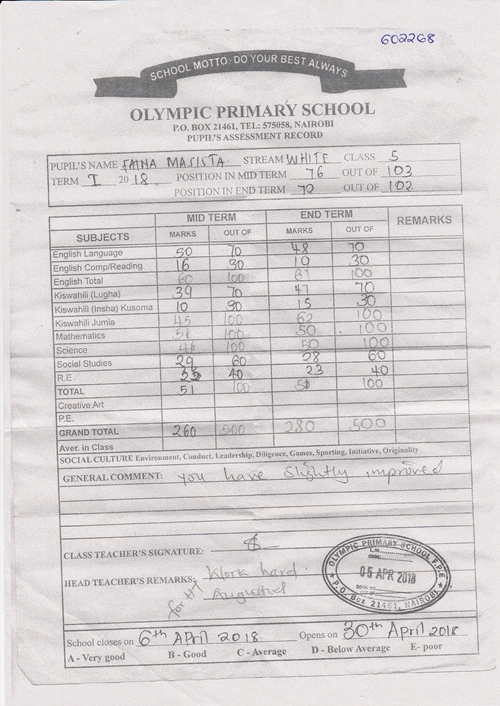 602268
SCHOOL MOTTO: DO YOUR BEST ALWAYS
OLYMPIC PRIMARY SCHOOL
P.O. BOX 21461, TEL: 575058, NAIROBI
PUPIL'S ASSESSMENT RECORD
PUPIL'S NAME FAINA MASISTA. STREAM WHITE CLASS 5
TERM I 2018. POSITION IN MID TERM 76 OUT OF 103
POSITION IN END TERM 70 OUT OF 102
SUBJECTS MID TERM END TERM REMARKS
MARKS OUT OF MARKS OUT OF
English Language 50 70 48 70
English Comp/Reading 16 30 19 30
English Total 100 100
Kiswahili (Lugha) 39 70 47 70
Kiswahili (Insha) Kusoma 10 30 15 30
Kiswahili Jumla 45 100 62 100
Mathematics 100 50 100
Science 46 100 50 100
Social Studies 29 60 28 60
R.E 40 23 40
TOTAL 51 100 100
Creative Art
P.E.
GRAND TOTAL 260 500 280 500
Aver. in Class
SOCIAL CULTURE Environment, Conduct, Leadership, Diligence, Games, Sporting, Initiative, Originality
GENERAL COMMENT: you have slightly improved
CLASS TEACHER'S SIGNATURE:
HEAD TEACHER'S REMARKS: Work hard.
for HT
OLYMPIC PRIMARY SCHOOL F.P.E
05 APR 2018
P.O. Box 21461, NAIROBI
School closes on 6th April 2018 Opens on 30th April 2018
A - Very good B - Good C - Average D - Below Average E- poor